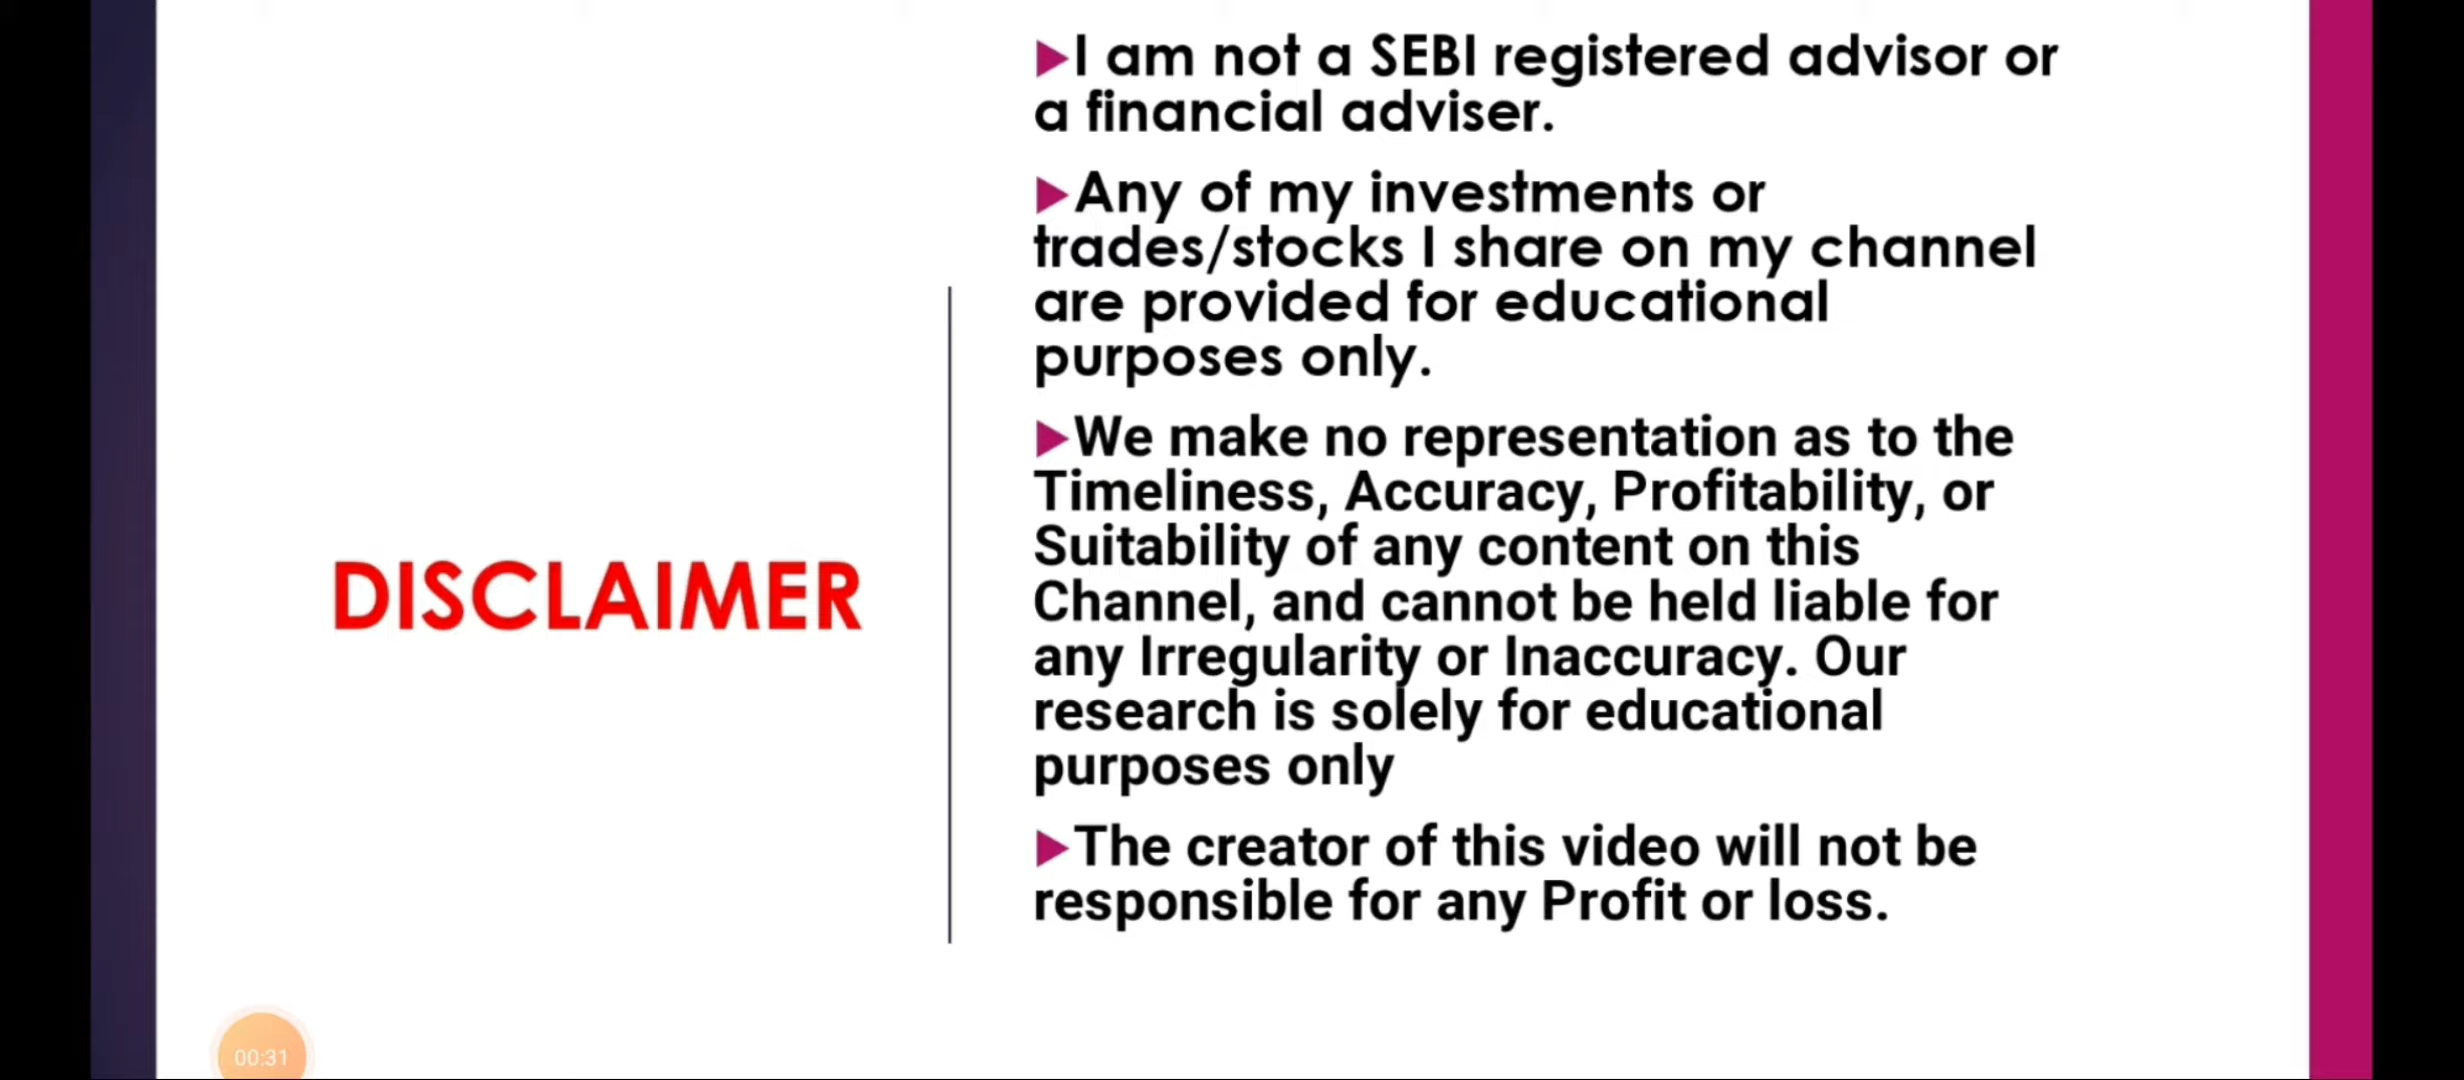 DISCLAIMER
▶I am not a SEBI registered advisor or
a financial adviser.
▶Any of my investments or
trades/stocks I share on my channel
are provided for educational
purposes only.
▶We make no representation as to the
Timeliness, Accuracy, Profitability, or
Suitability of any content on this
Channel, and cannot be held liable for
any Irregularity or Inaccuracy. Our
research is solely for educational
purposes only
▶The creator of this video will not be
responsible for any Profit or loss.
00:31